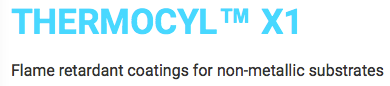 THERMOCYL™ X1
Flame retardant coatings for non-metallic substrates